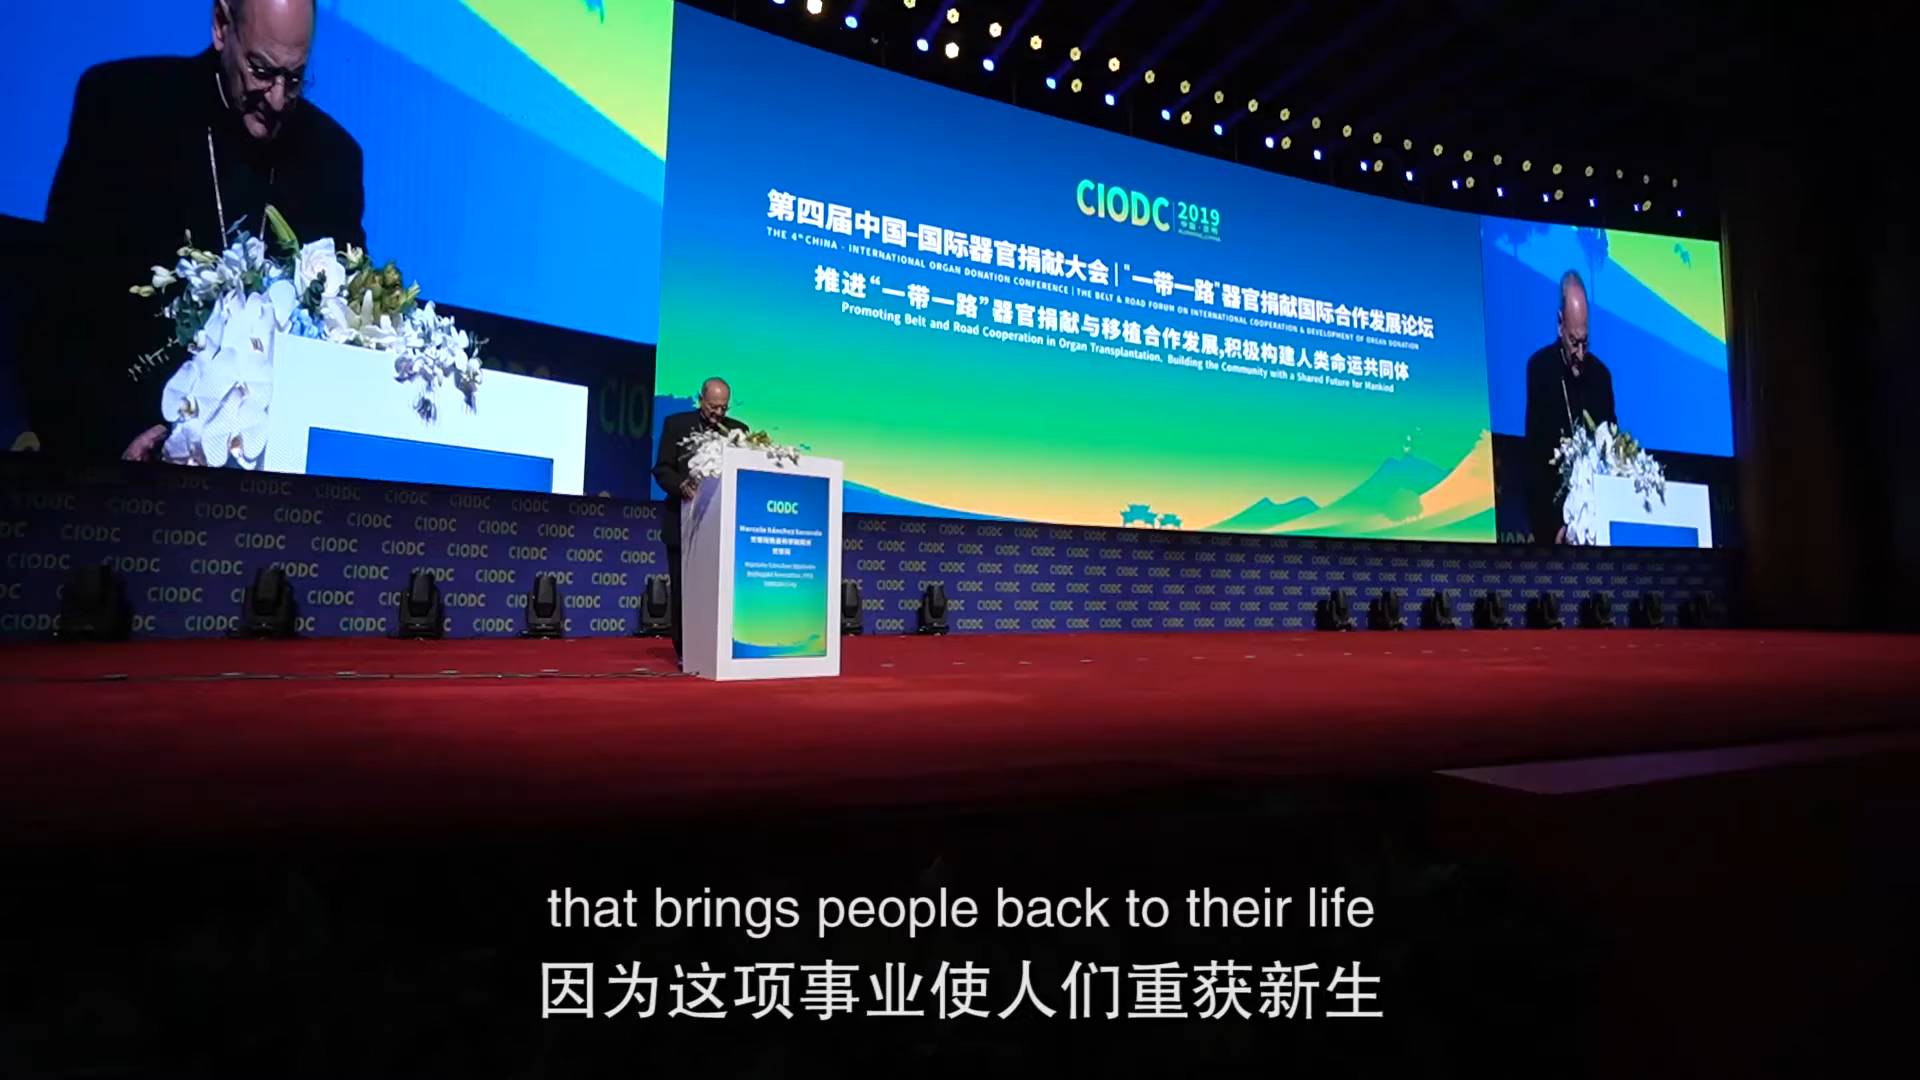 CIODC 2019
第四届中国-国际器官捐献大会 | "一带一路"器官捐献国际合作发展论坛
THE 4th CHINA - INTERNATIONAL ORGAN DONATION CONFERENCE | THE BELT & ROAD FORUM ON INTERNATIONAL COOPERATION & DEVELOPMENT OF ORGAN DONATION
推进“一带一路”器官捐献与移植合作发展,积极构建人类命运共同体
Promoting Belt and Road Cooperation in Organ Transplantation, Building the Community with a Shared Future for Mankind
CIODC
Marcelo Sánchez Sorondo
that brings people back to their life
因为这项事业使人们重获新生